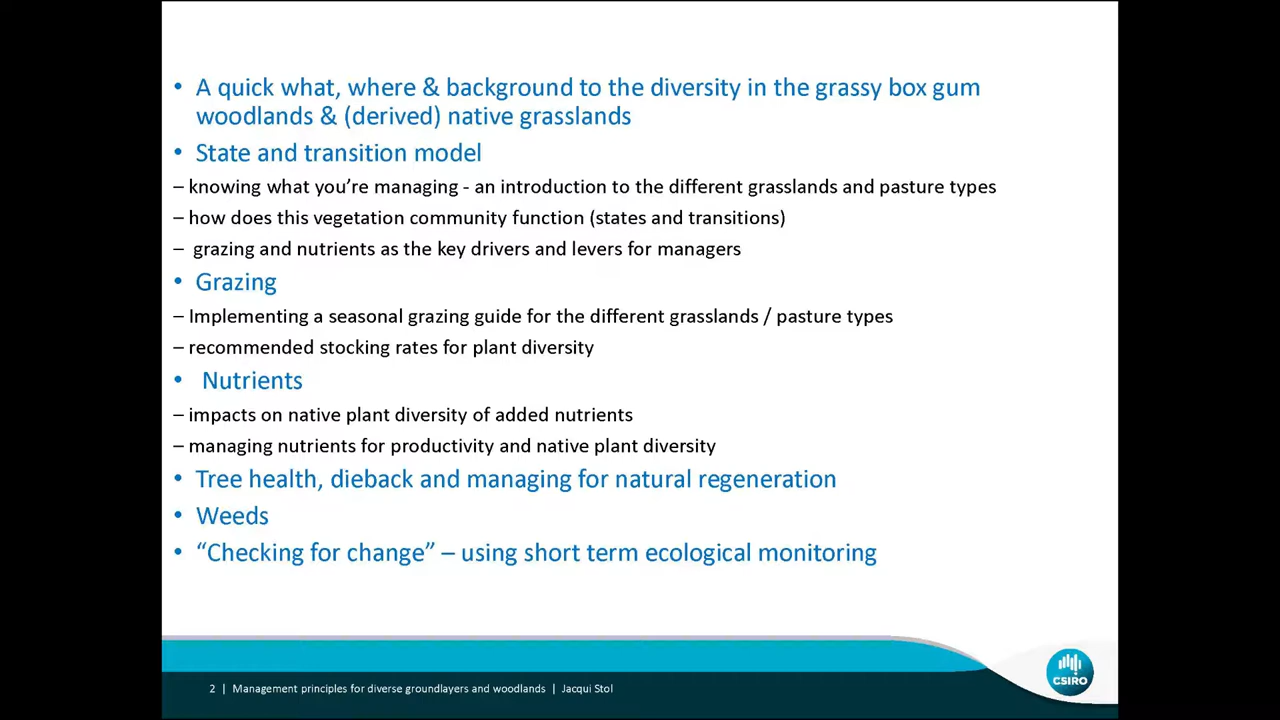 • A quick what, where & background to the diversity in the grassy box gum
woodlands & (derived) native grasslands
• State and transition model
– knowing what you’re managing - an introduction to the different grasslands and pasture types
– how does this vegetation community function (states and transitions)
– grazing and nutrients as the key drivers and levers for managers
• Grazing
– Implementing a seasonal grazing guide for the different grasslands / pasture types
– recommended stocking rates for plant diversity
• Nutrients
– impacts on native plant diversity of added nutrients
– managing nutrients for productivity and native plant diversity
• Tree health, dieback and managing for natural regeneration
• Weeds
• “Checking for change” – using short term ecological monitoring
2 | Management principles for diverse groundlayers and woodlands | Jacqui Stol
CSIRO